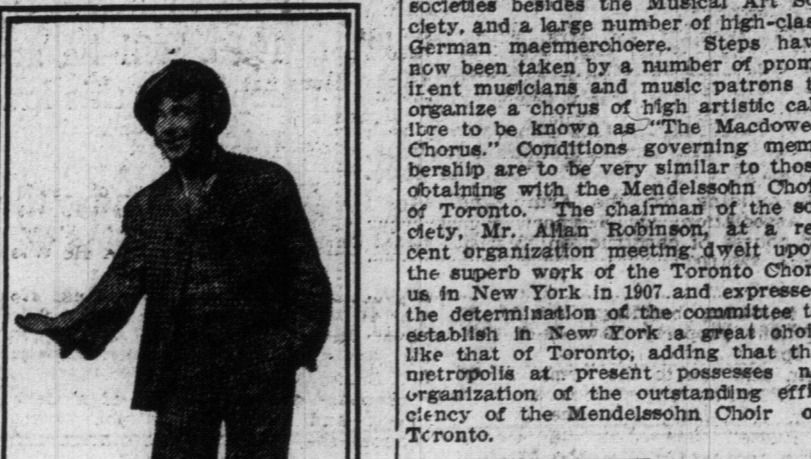 societies besides the Musical Art So
ciety, and a large number of high-clas
German maennerchoere. Steps hav
now been taken by a number of prom
inent musicians and music patrons t
organize a chorus of high artistic cal
ibre to be known as "The Macdowe
Chorus." Conditions governing mem
bership are to be very similar to thos
obtaining with the Mendelssohn Choi
of Toronto. The chairman of the so
ciety, Mr. Allan Robinson, at a re
cent organization meeting dwelt upo
the superb work of the Toronto Chor
us in New York in 1907 and expresse
the determination of the committee t
establish in New York a great choi
like that of Toronto, adding that th
metropolis at present possesses n
organization of the outstanding effi
ciency of the Mendelssohn Choir o
Toronto.